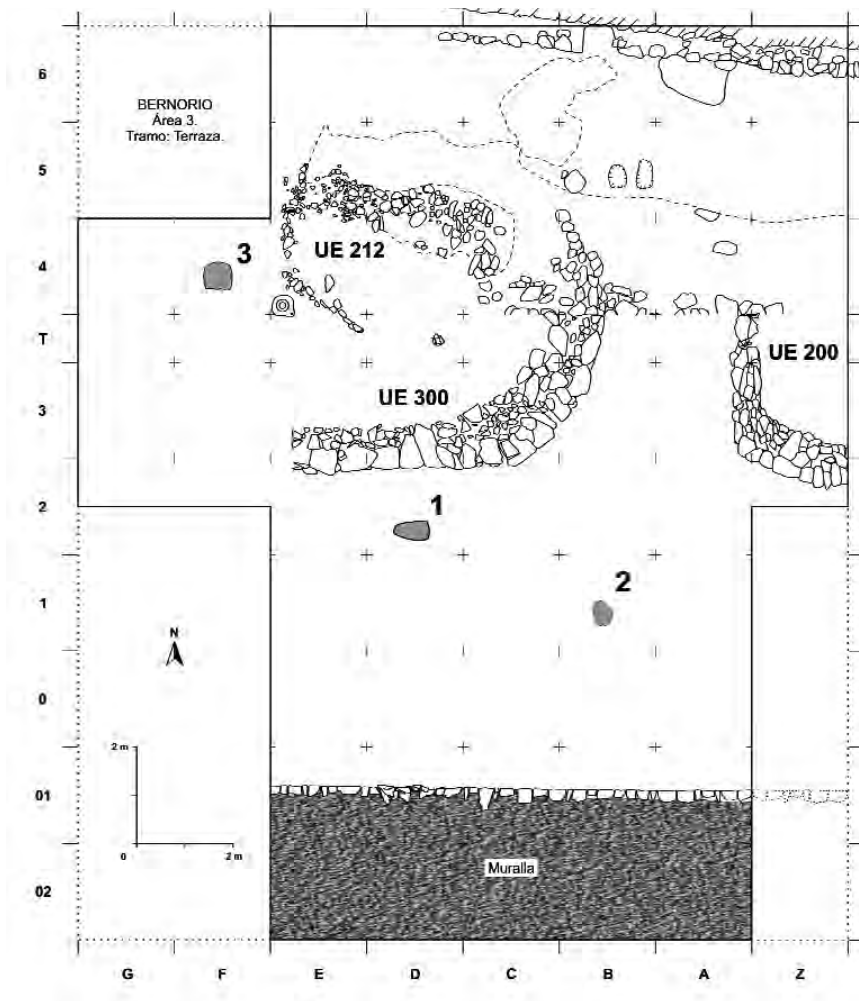 6
BERNORIO
Área 3.
Tramo: Terraza.
5
3
UE 212
4
T
UE 200
UE 300
3
1
2
2
1
N
0
2 m
01
0
2 m
Muralla
02
G F E D C B A Z